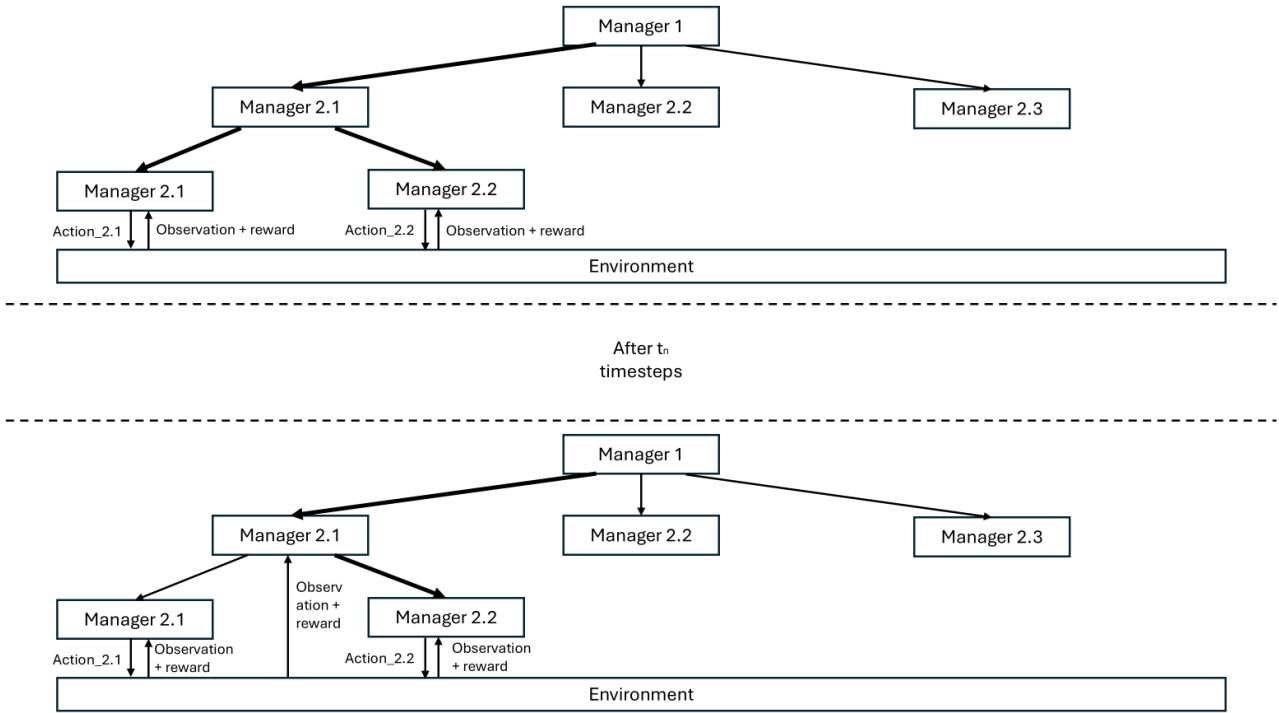 Manager 1
Manager 2.1
Manager 2.2
Manager 2.3
Manager 2.1
Manager 2.2
Action_2.1
Observation + reward
Action_2.2
Observation + reward
Environment
After tₙ
timesteps
Manager 1
Manager 2.1
Manager 2.2
Manager 2.3
Observ
ation +
reward
Manager 2.1
Manager 2.2
Action_2.1
Observation
+ reward
Action_2.2
Observation
+ reward
Environment